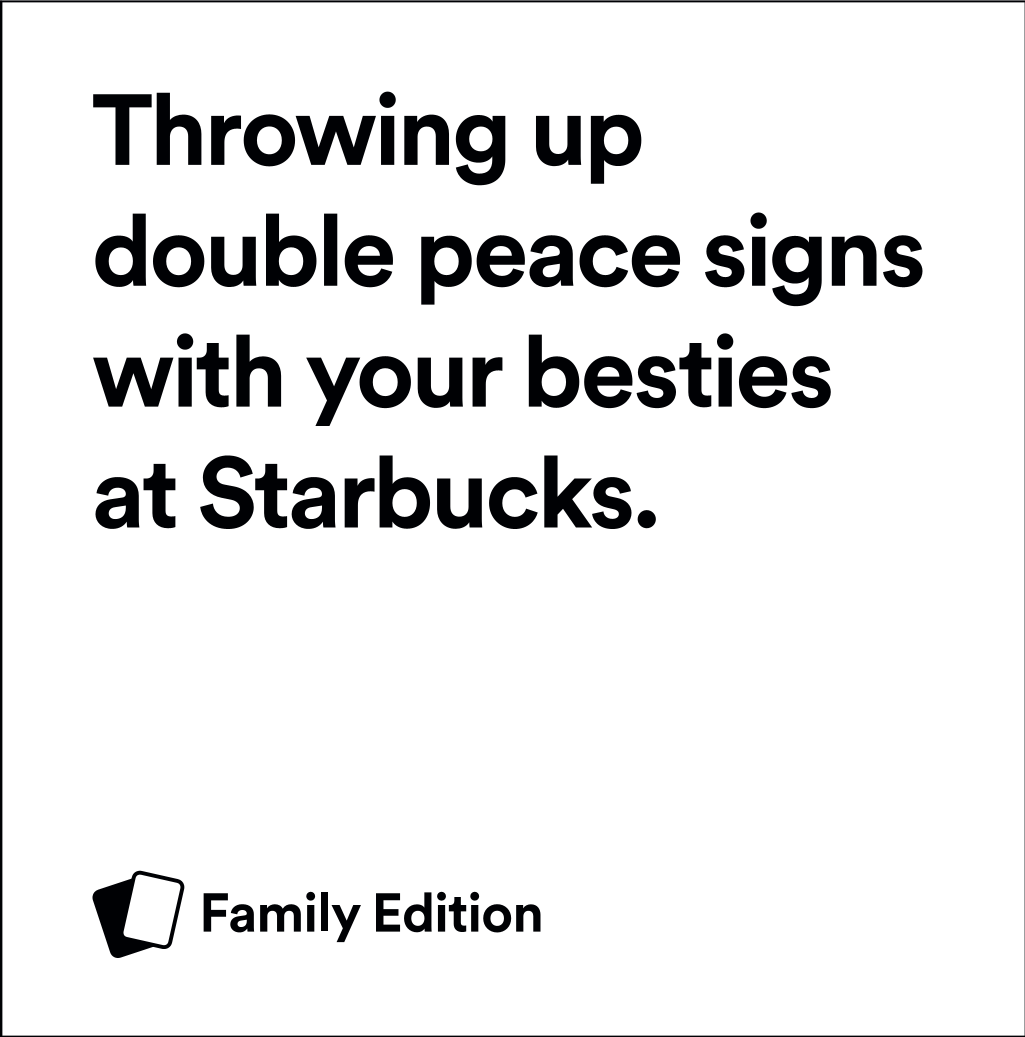 Throwing up
double peace signs
with your besties
at Starbucks.
Family Edition